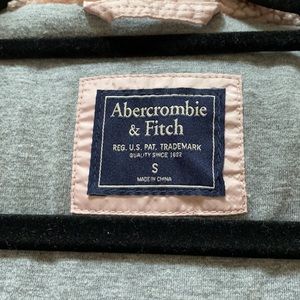 Abercrombie
& Fitch
REG. U.S. PAT. TRADEMARK
QUALITY SINCE 1892
S
MADE IN CHINA